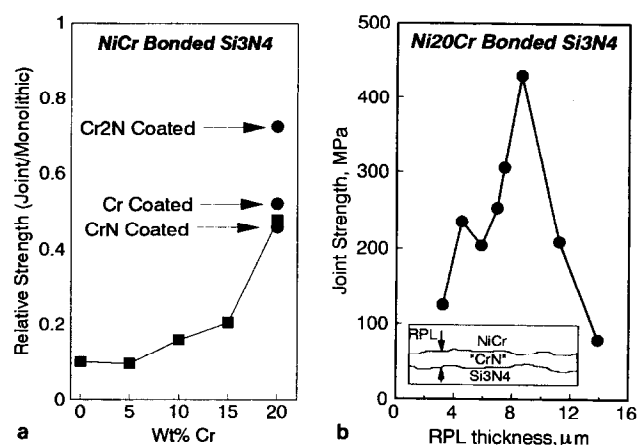 NiCr Bonded Si3N4
1
0.8
0.6
0.4
0.2
0
Relative Strength (Joint/Monolithic)
Cr2N Coated
Cr Coated
CrN Coated
0 5 10 15 20
a
Wt% Cr
Ni20Cr Bonded Si3N4
500
400
300
200
100
0
Joint Strength, MPa
RPL
NiCr
"CrN"
Si3N4
0 4 8 12 16
b
RPL thickness, μm